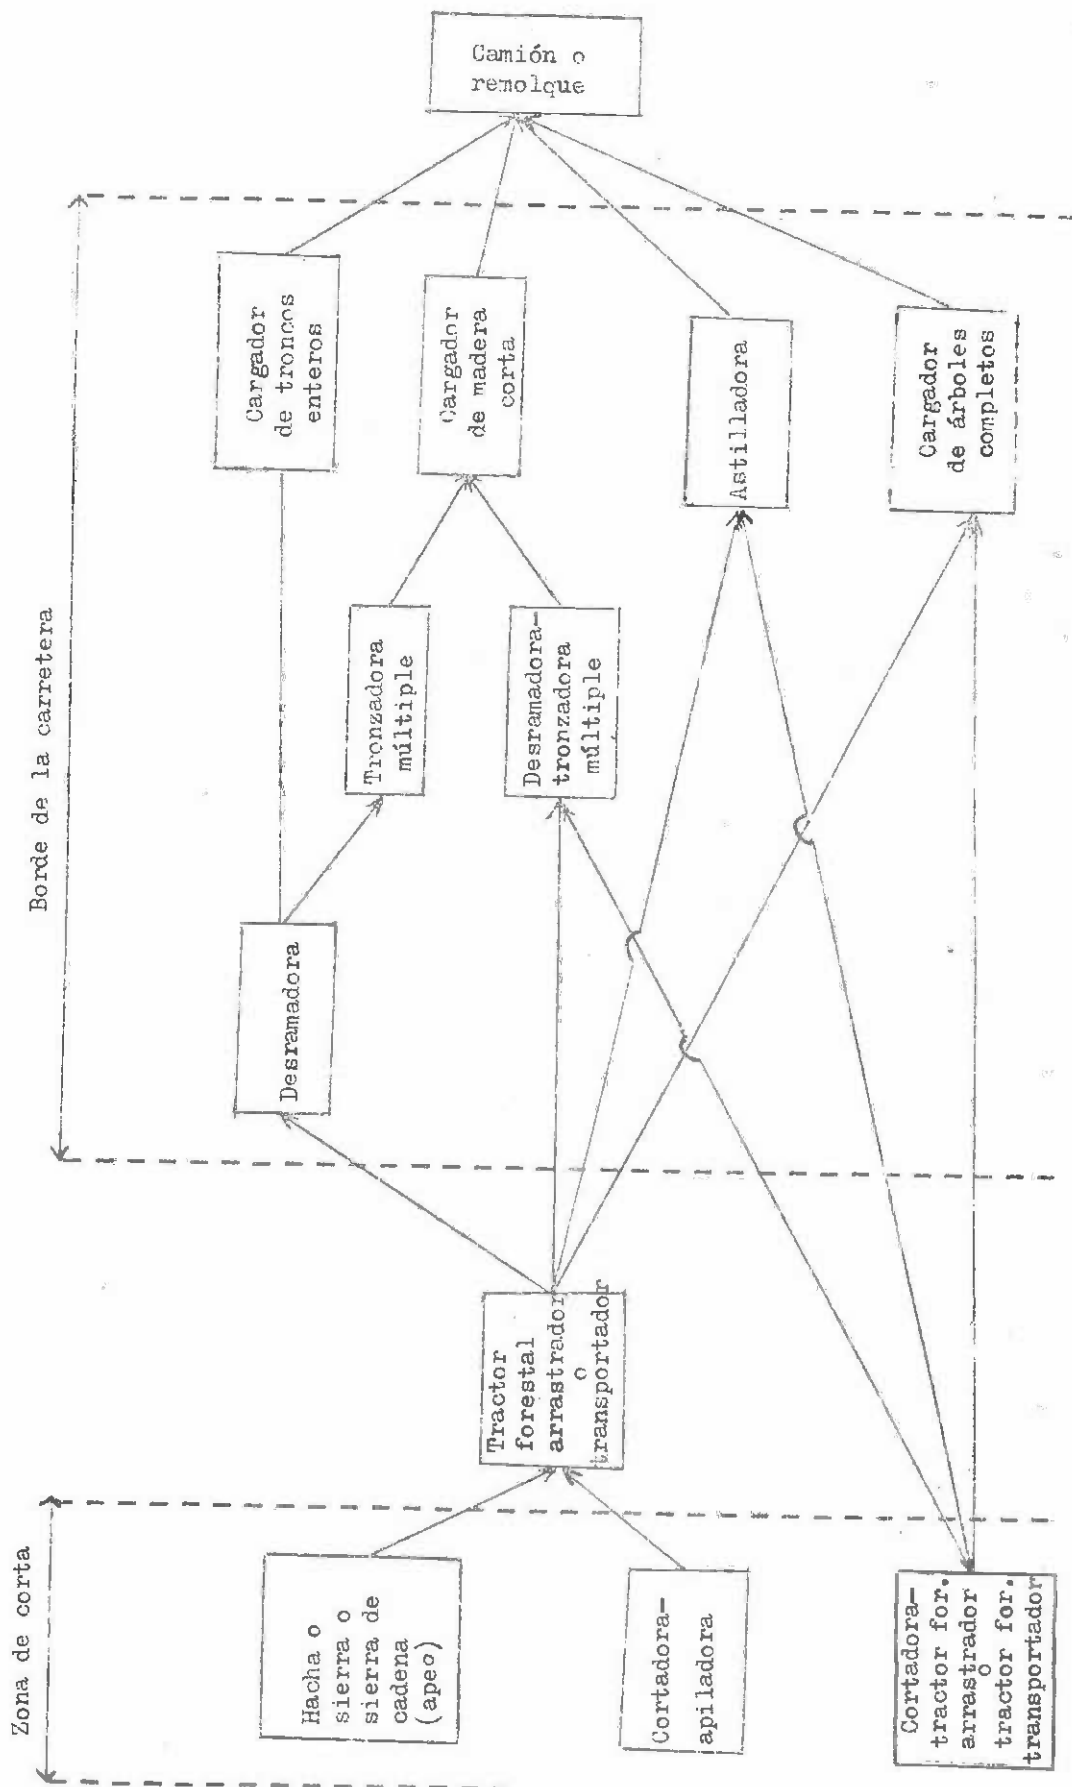 Zona de corta
Borde de la carretera
Hacha o
sierra o
sierra de
cadena
(apeo)
Cortadora-
apiladora
Cortadora-
tractor for.
arrastrador
o
tractor for.
transportador
Tractor
forestal
arrastrador
o
transportador
Desramadora
Tronzadora
múltiple
Desramadora-
tronzadora
múltiple
Cargador
de troncos
enteros
Cargador
de madera
corta
Astilladora
Cargador
de árboles
completos
Camión o
remolque